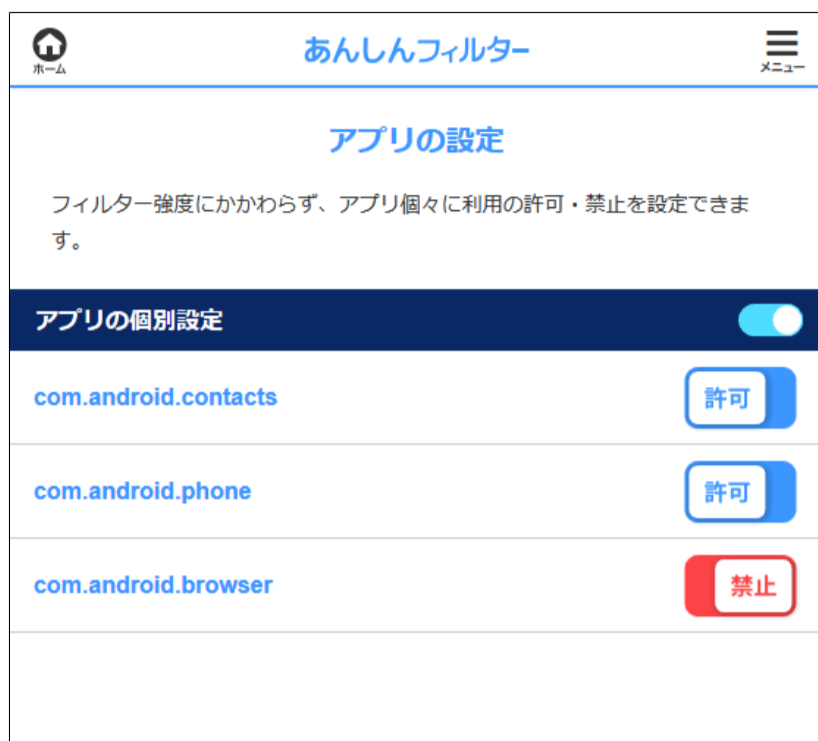 ホーム
あんしんフィルター
メニュー
アプリの設定
フィルター強度にかかわらず、アプリ個々に利用の許可・禁止を設定できま
す。
アプリの個別設定
com.android.contacts
許可
com.android.phone
許可
com.android.browser
禁止